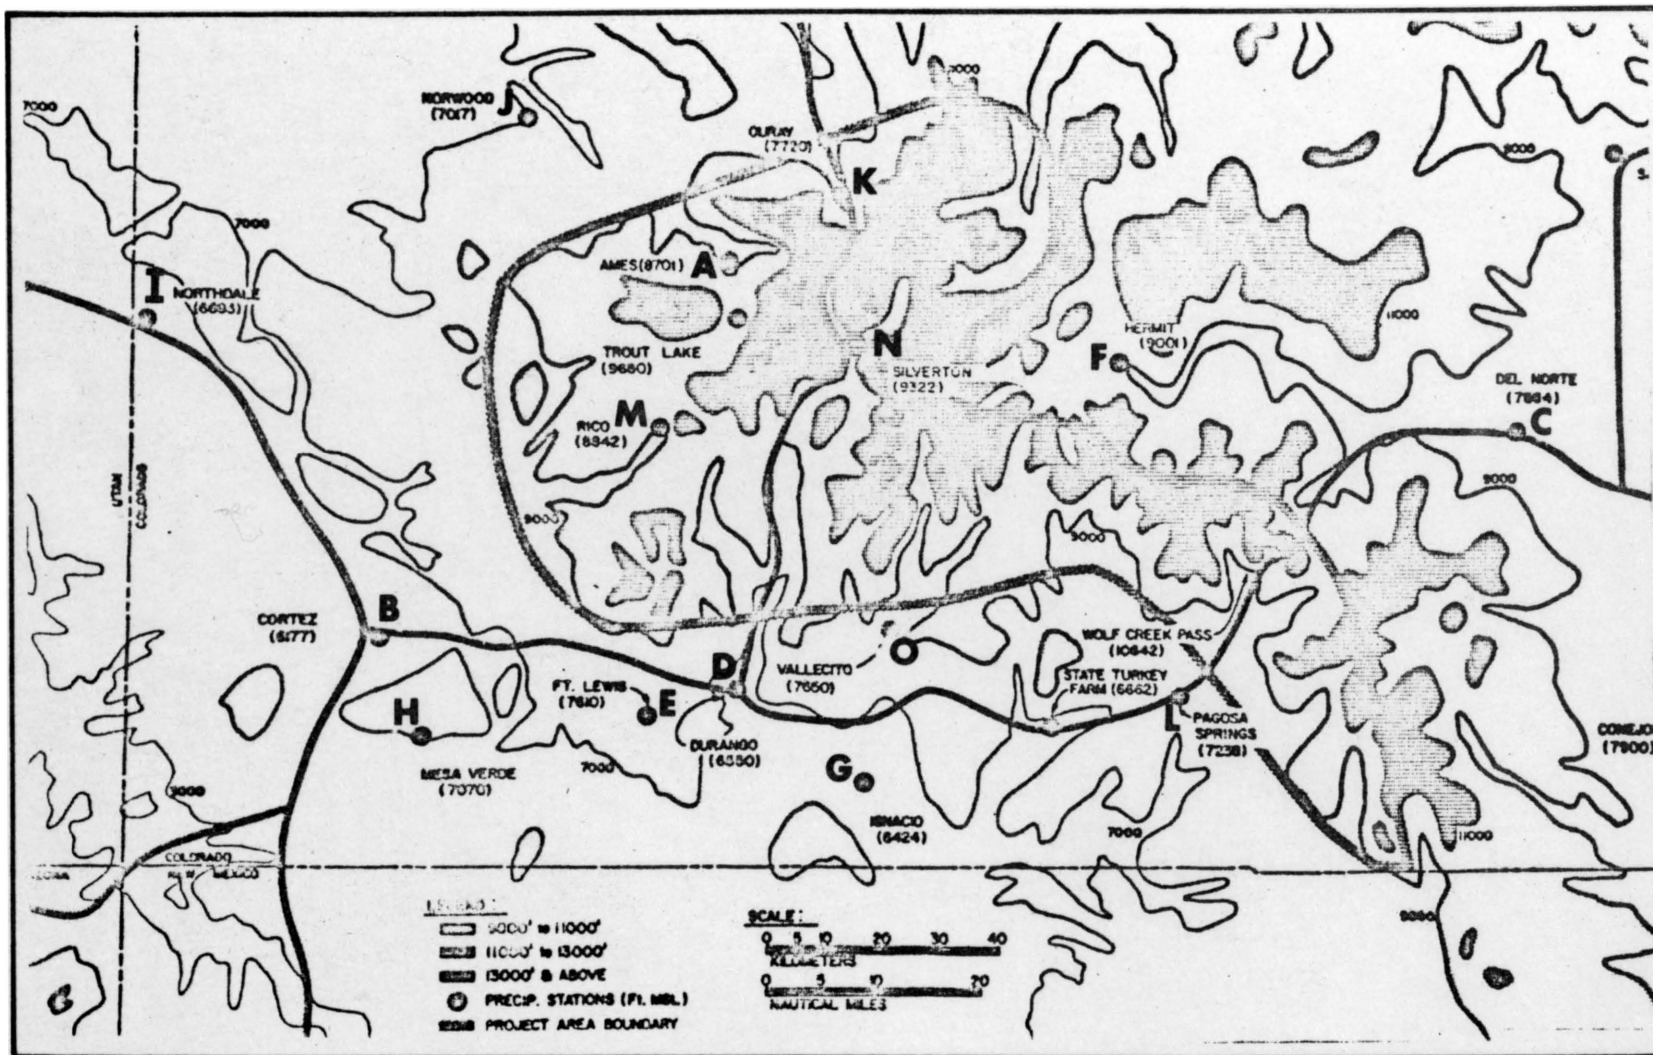 7000
NORWOOD
(7017)
J
OURAY
(7720)
K
9000
7000
I
NORTHDALE
(6693)
AMES (8701)
A
TROUT LAKE
(9680)
N
SILVERTON
(9322)
HERMIT
(9001)
F
11000
DEL NORTE
(7884)
C
RICO
(8842)
M
UTAH
COLORADO
9000
9000
9000
CORTEZ
(6177)
B
D
VALLECITO
(7650)
O
WOLF CREEK PASS
(10642)
STATE TURKEY
FARM (6662)
FT. LEWIS
(7610)
E
H
MESA VERDE
(7070)
7000
DURANGO
(6550)
G
IGNACIO
(6424)
L
PAGOSA
SPRINGS
(7238)
CONEJO
(7900)
7000
11000
COLORADO
NEW MEXICO
9000
LEGEND:
9000' to 11000'
11000' to 13000'
13000' & ABOVE
PRECIP. STATIONS (Ft. MSL)
PROJECT AREA BOUNDARY
SCALE:
0 5 10 20 30 40
KILOMETERS
0 5 10 20
NAUTICAL MILES